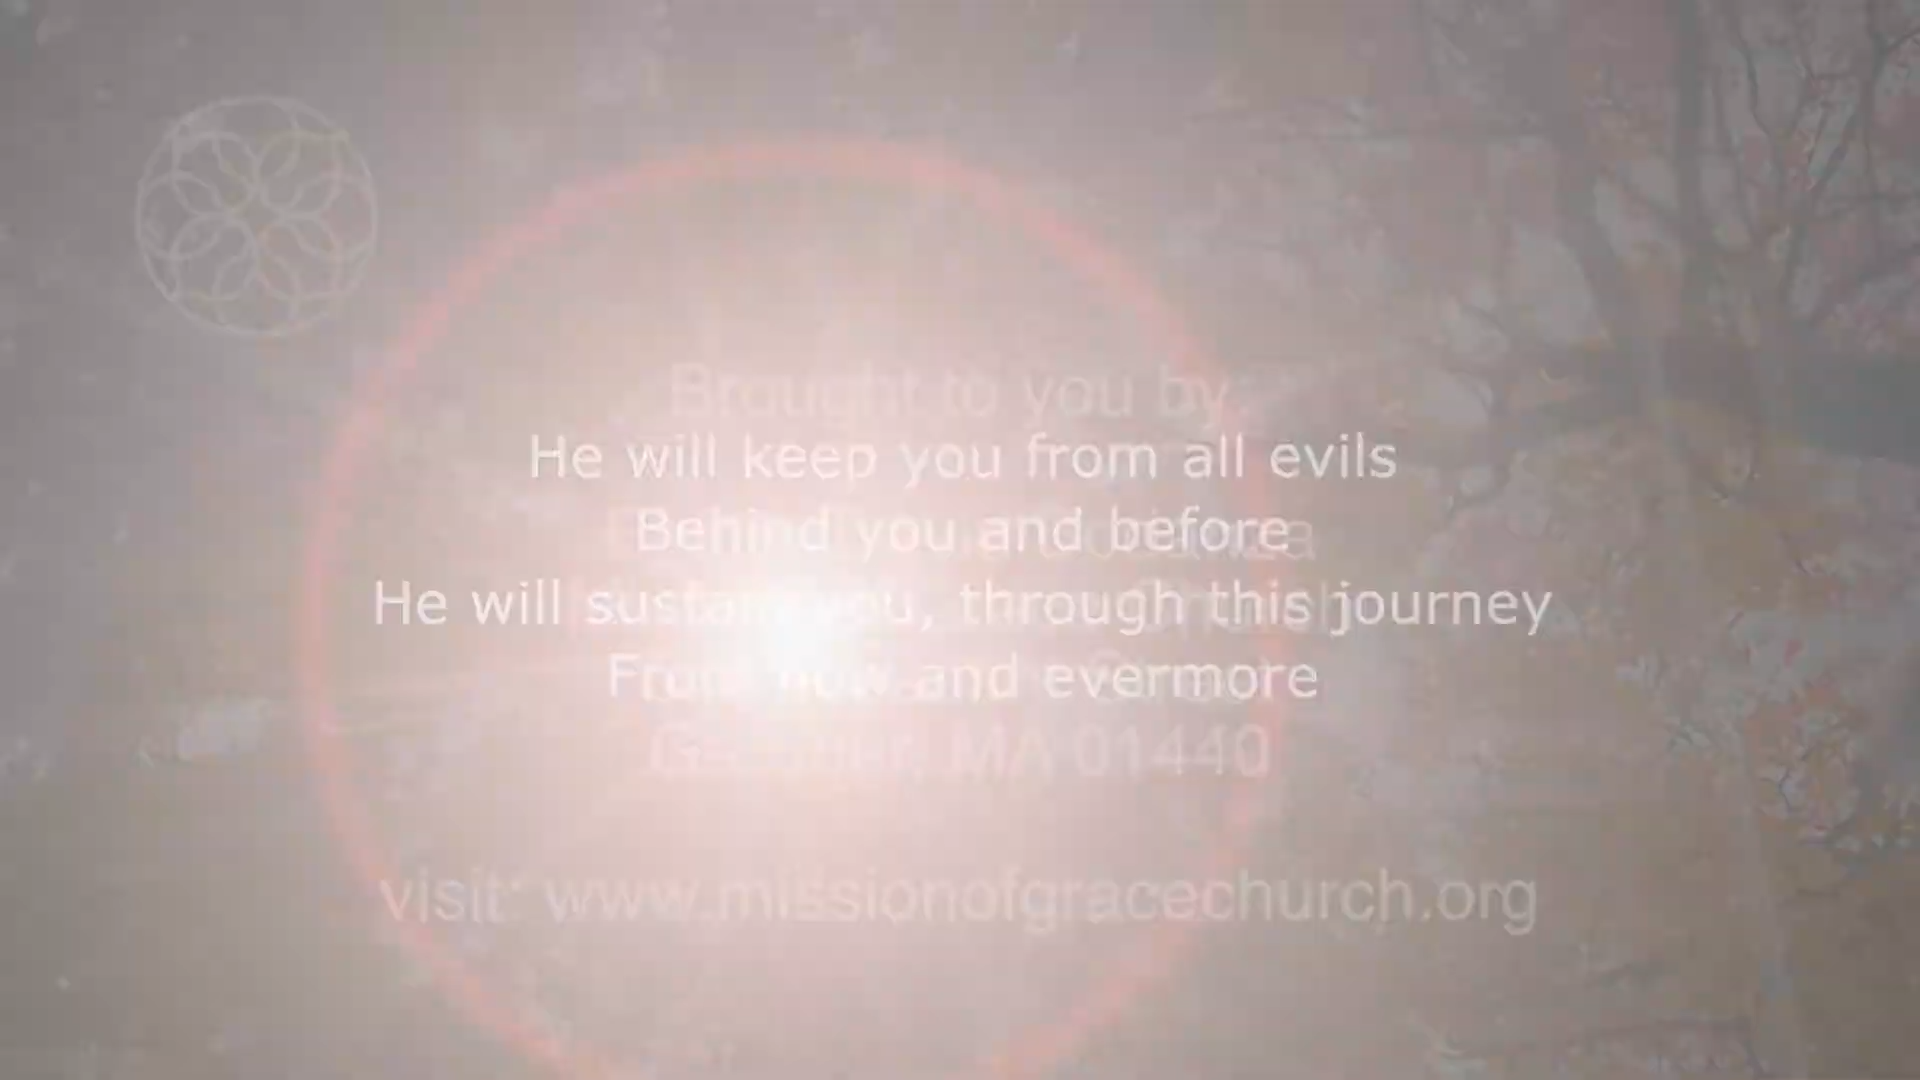 Brought to you by:
He will keep you from all evils
Behind you and before
He will sustain you, through this journey
From now and evermore
MA 01440
visit: www.missionofgracechurch.org